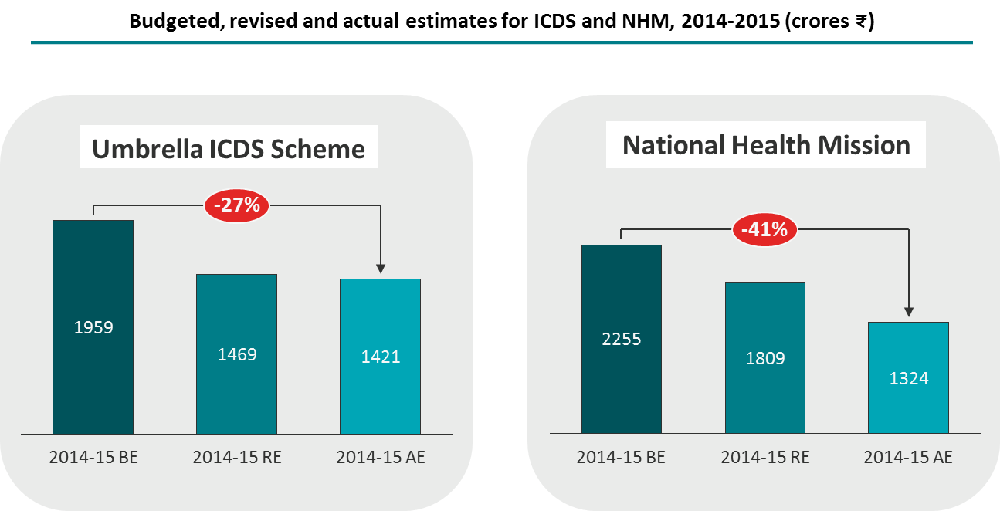 Budgeted, revised and actual estimates for ICDS and NHM, 2014-2015 (crores ₹)
Umbrella ICDS Scheme
-27%
1959
1469
1421
2014-15 BE
2014-15 RE
2014-15 AE
National Health Mission
-41%
2255
1809
1324
2014-15 BE
2014-15 RE
2014-15 AE